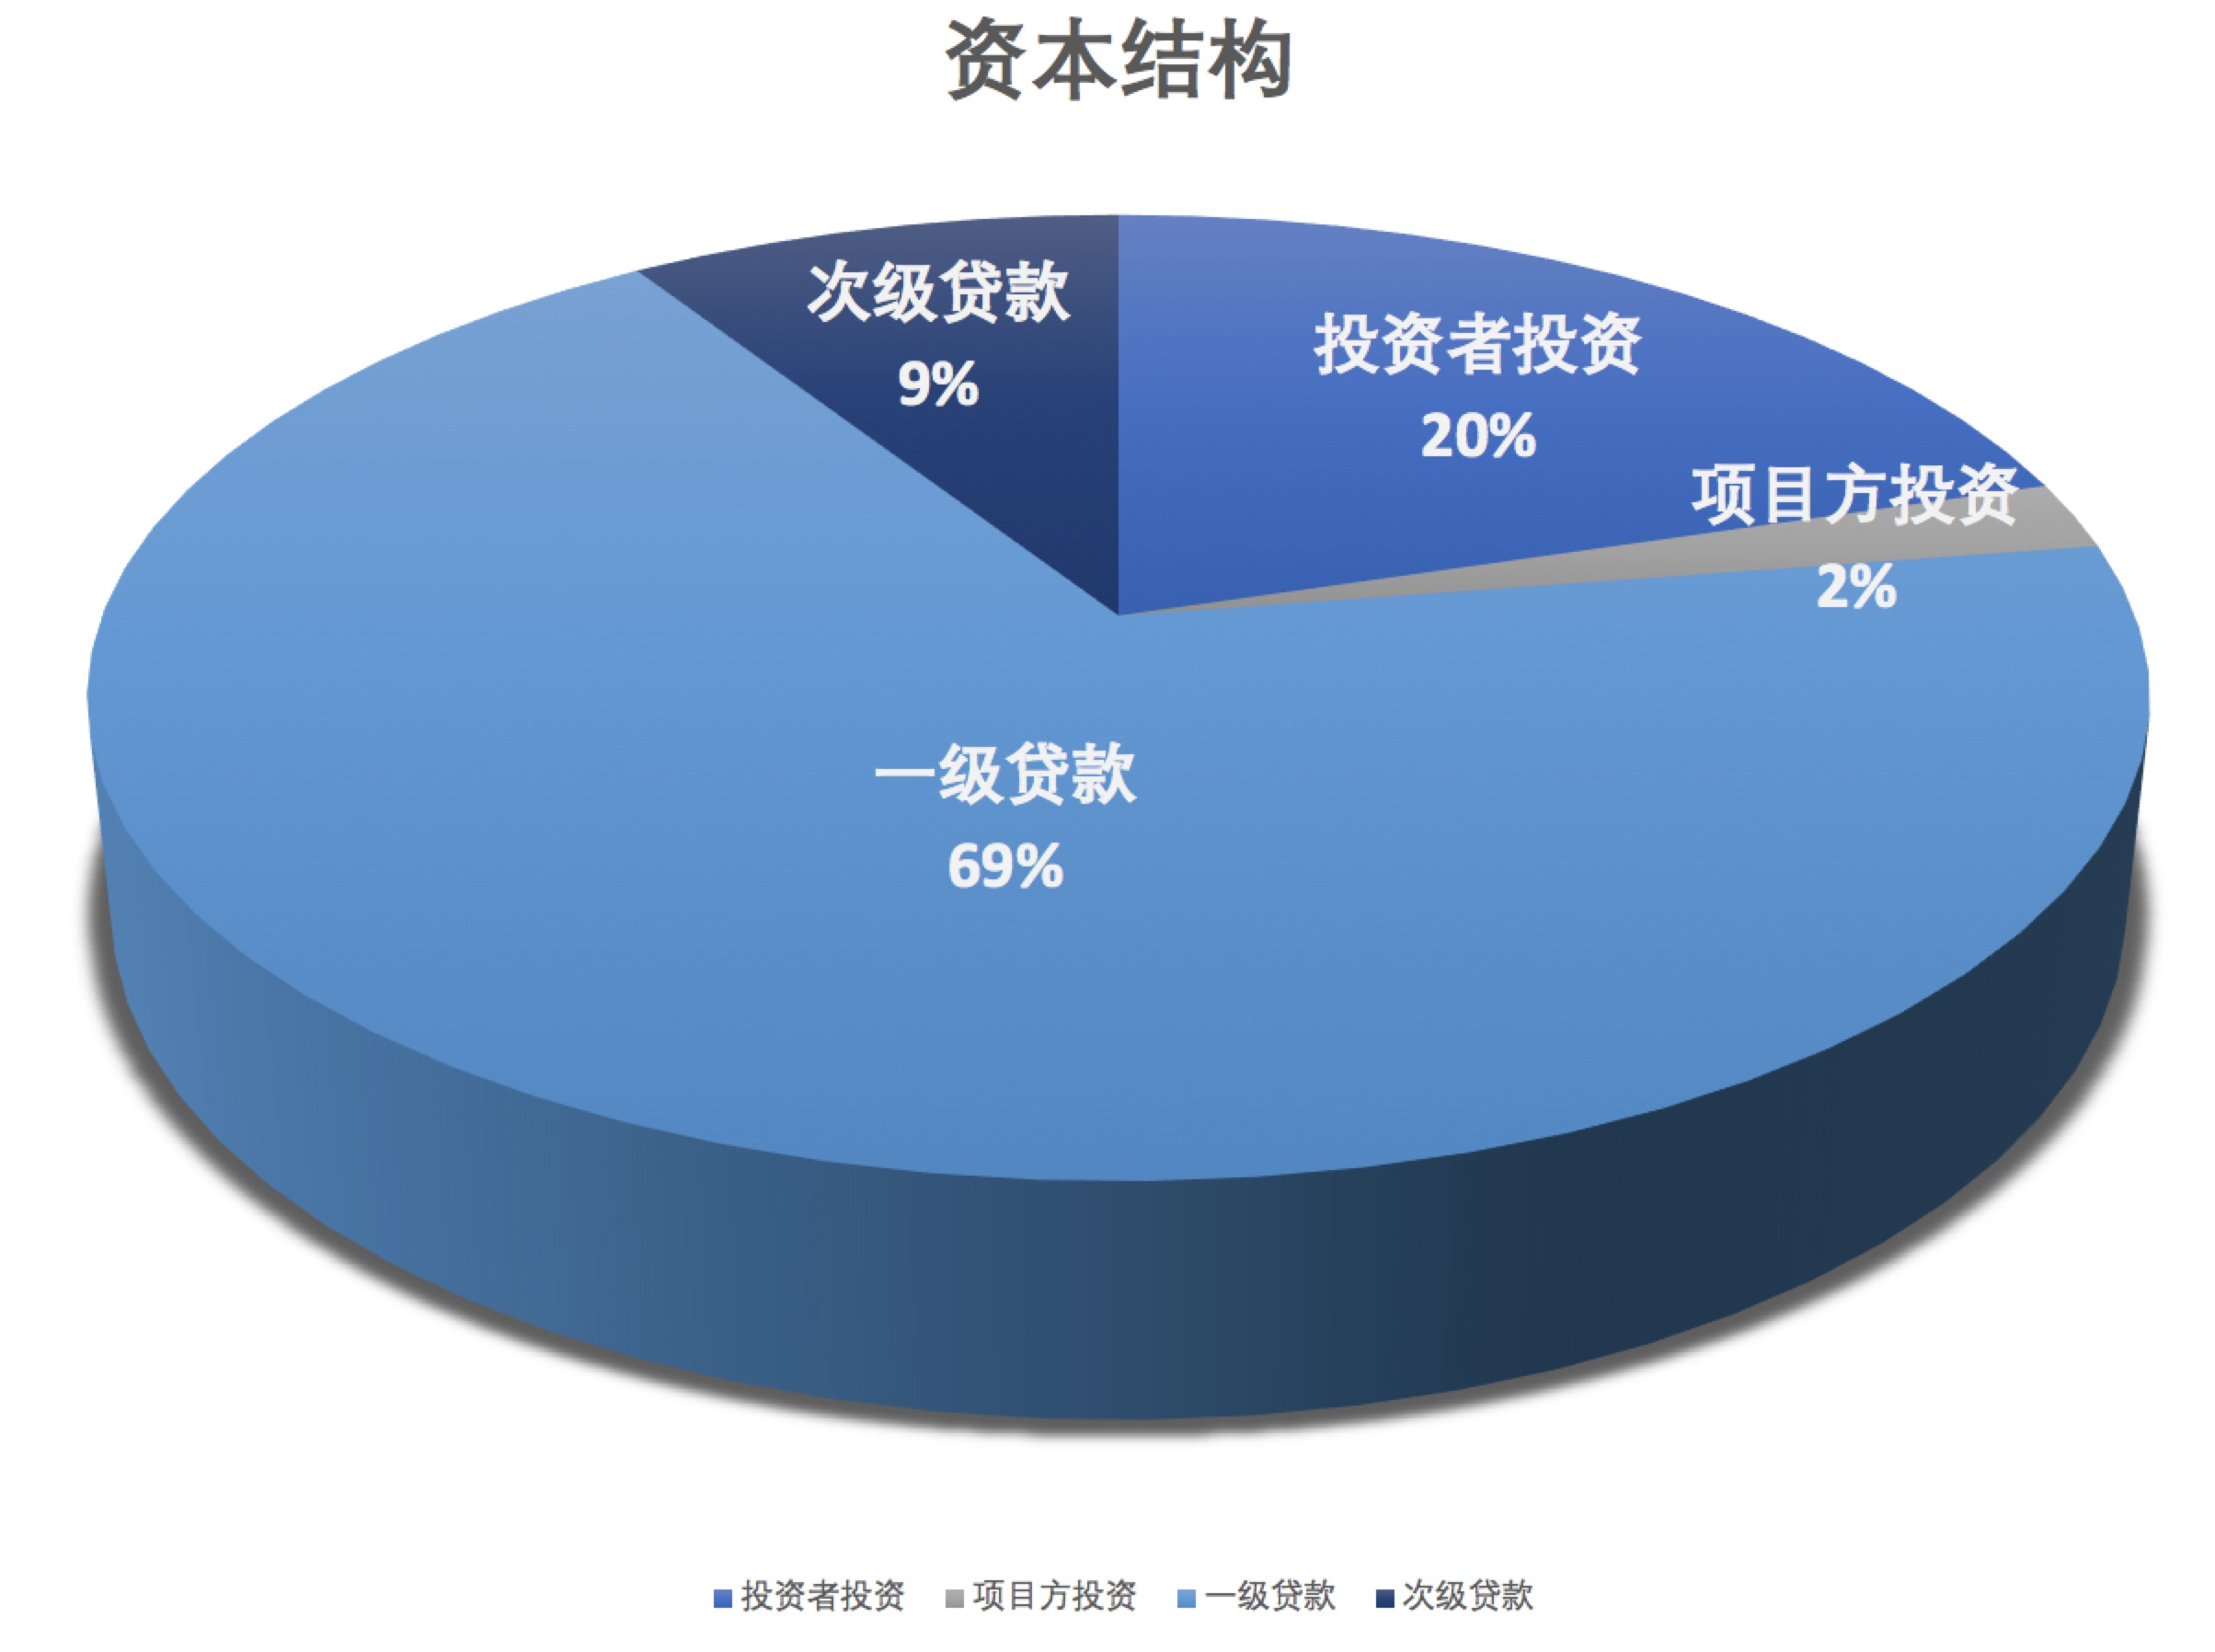 资本结构
次级贷款
9%
投资者投资
20%
项目方投资
2%
一级贷款
69%
投资者投资 项目方投资 一级贷款 次级贷款